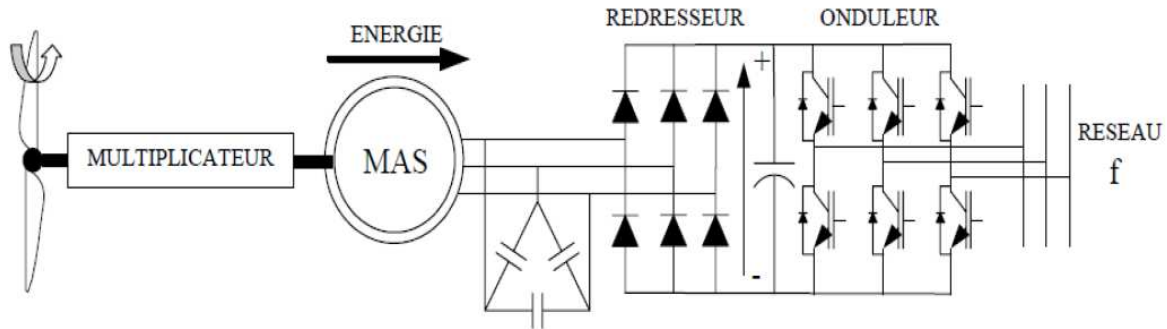 REDRESSEUR
ONDULEUR
ENERGIE
+
MULTIPLICATEUR
MAS
RESEAU
f
-